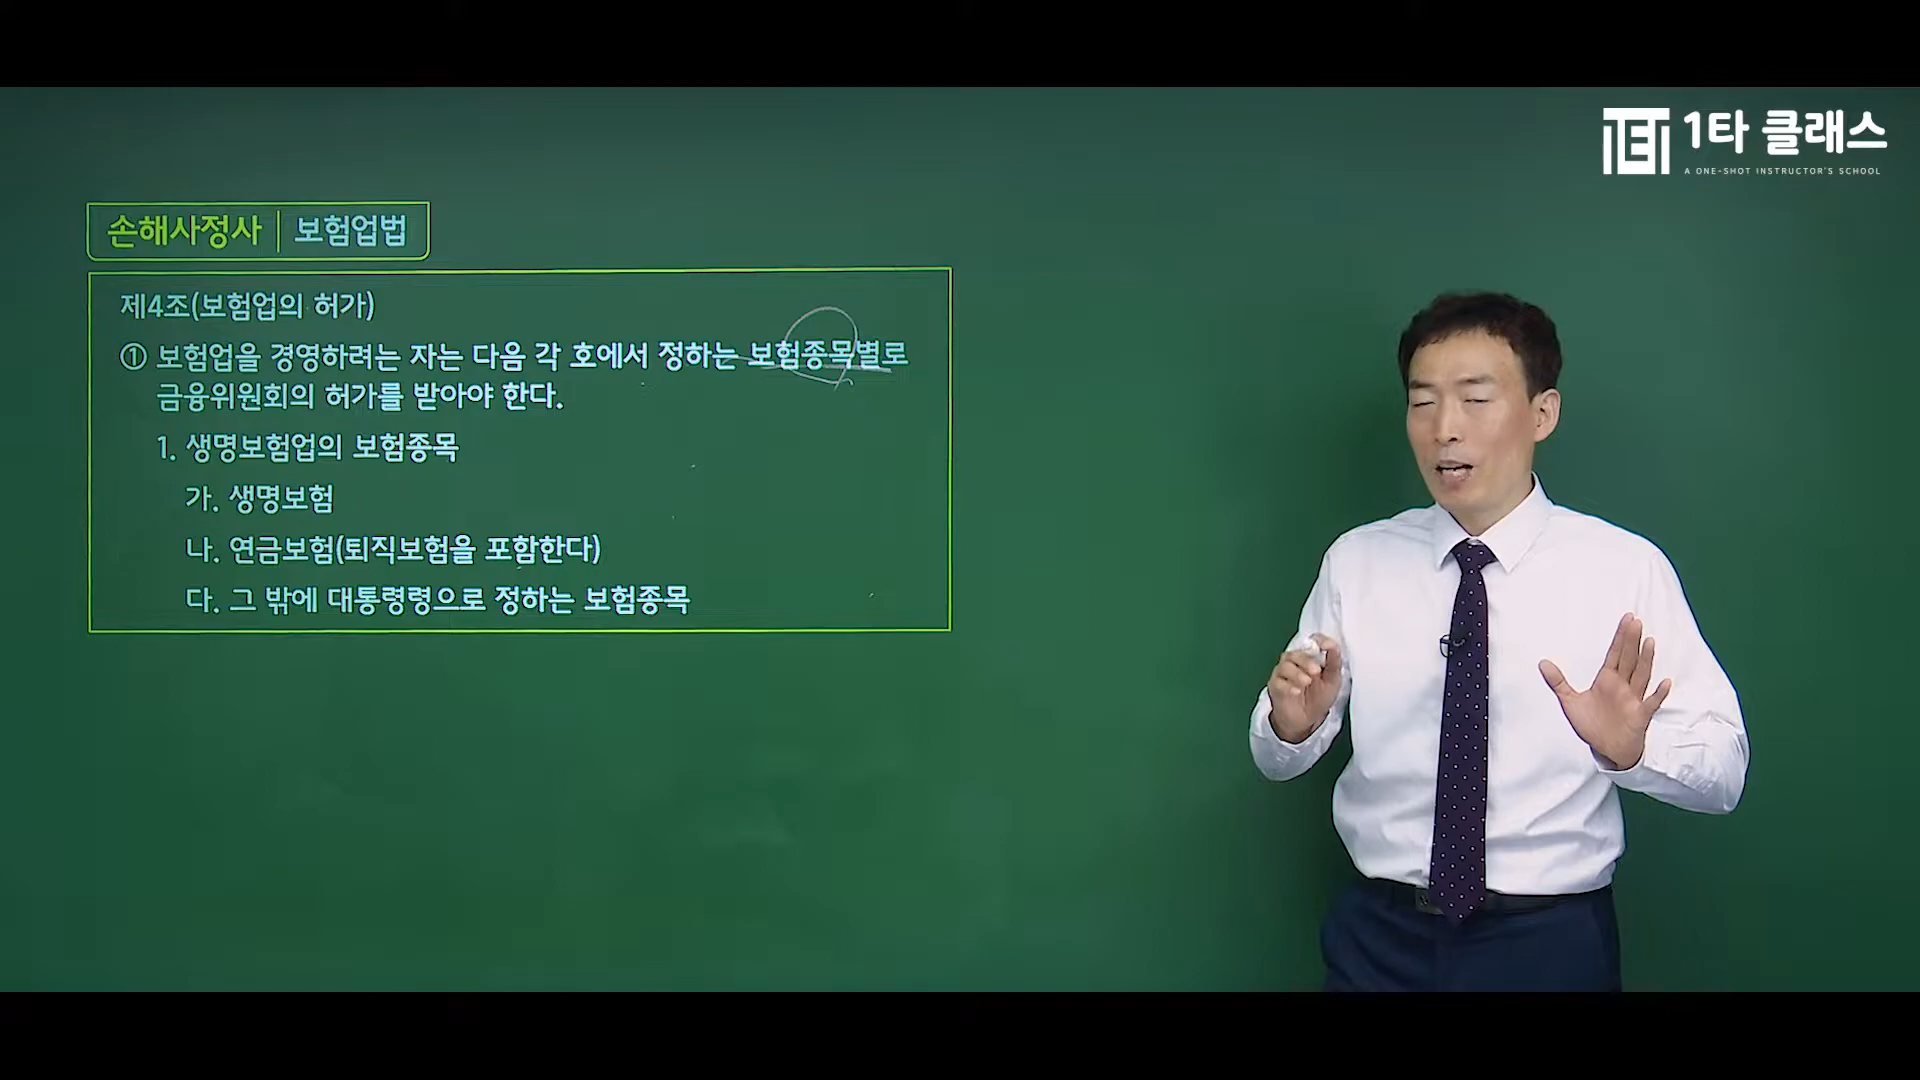 1타 클래스
A ONE-SHOT INSTRUCTOR'S SCHOOL
손해사정사 | 보험업법
제4조(보험업의 허가)
① 보험업을 경영하려는 자는 다음 각 호에서 정하는 보험종목별로
금융위원회의 허가를 받아야 한다.
1. 생명보험업의 보험종목
가. 생명보험
나. 연금보험(퇴직보험을 포함한다)
다. 그 밖에 대통령령으로 정하는 보험종목